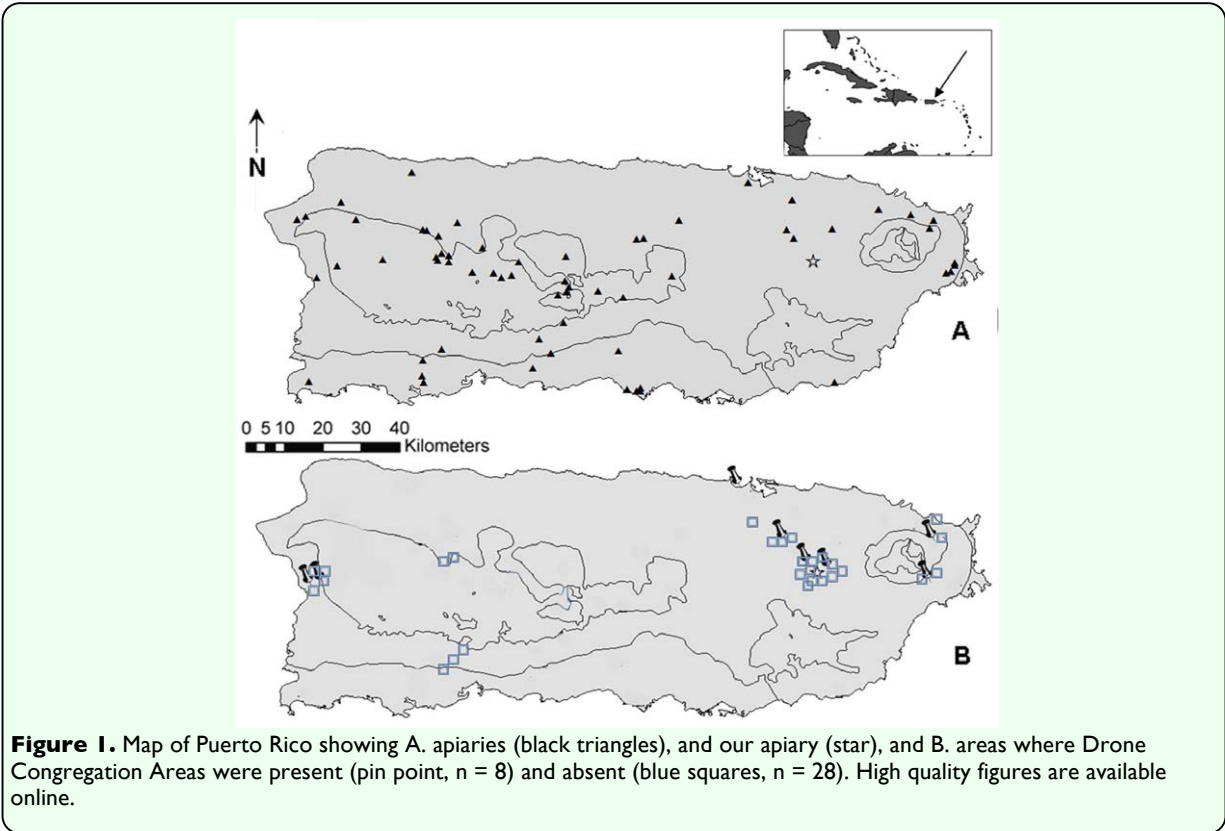 N
A
0 5 10 20 30 40
Kilometers
B
Figure 1. Map of Puerto Rico showing A. apiaries (black triangles), and our apiary (star), and B. areas where Drone
Congregation Areas were present (pin point, n = 8) and absent (blue squares, n = 28). High quality figures are available
online.